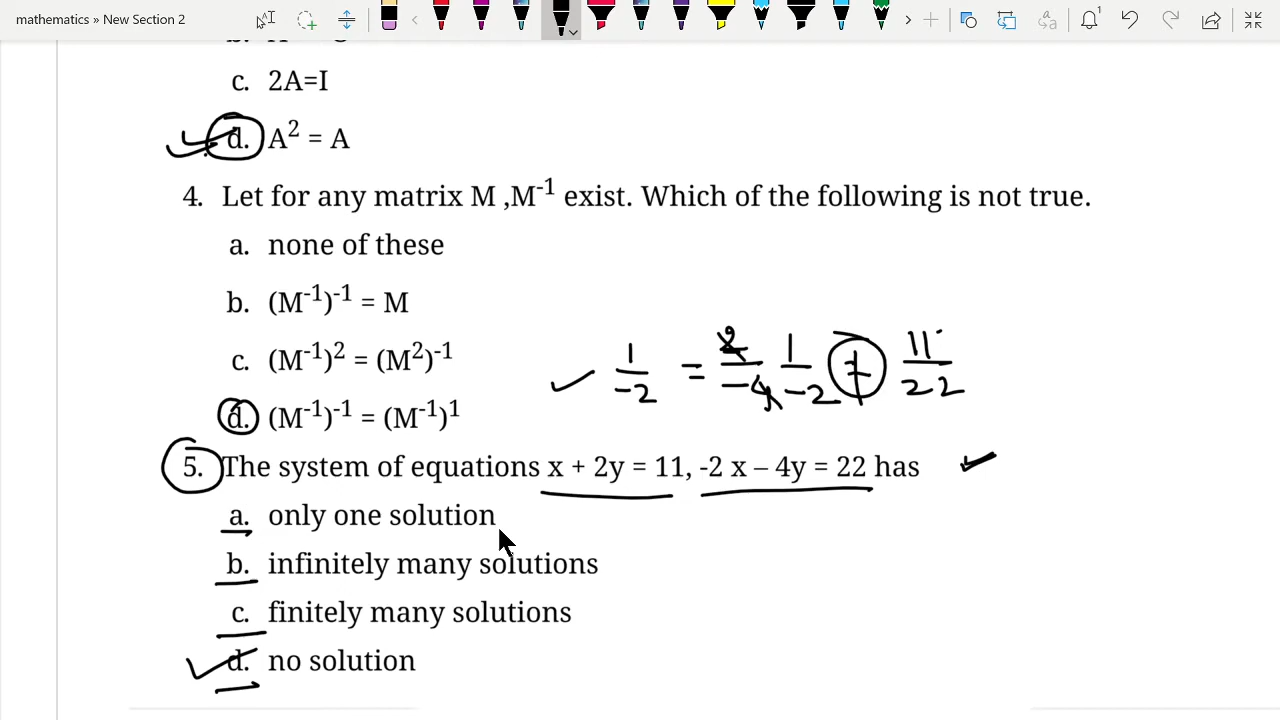 mathematics » New Section 2
c. 2A=I
d. A² = A
4. Let for any matrix M ,M⁻¹ exist. Which of the following is not true.
a. none of these
b. (M⁻¹)⁻¹ = M
c. (M⁻¹)² = (M²)⁻¹
1/-2 = 2/-4 1/-2 ≠ 11/22
d. (M⁻¹)⁻¹ = (M⁻¹)¹
5. The system of equations x + 2y = 11, -2 x – 4y = 22 has
a. only one solution
b. infinitely many solutions
c. finitely many solutions
d. no solution